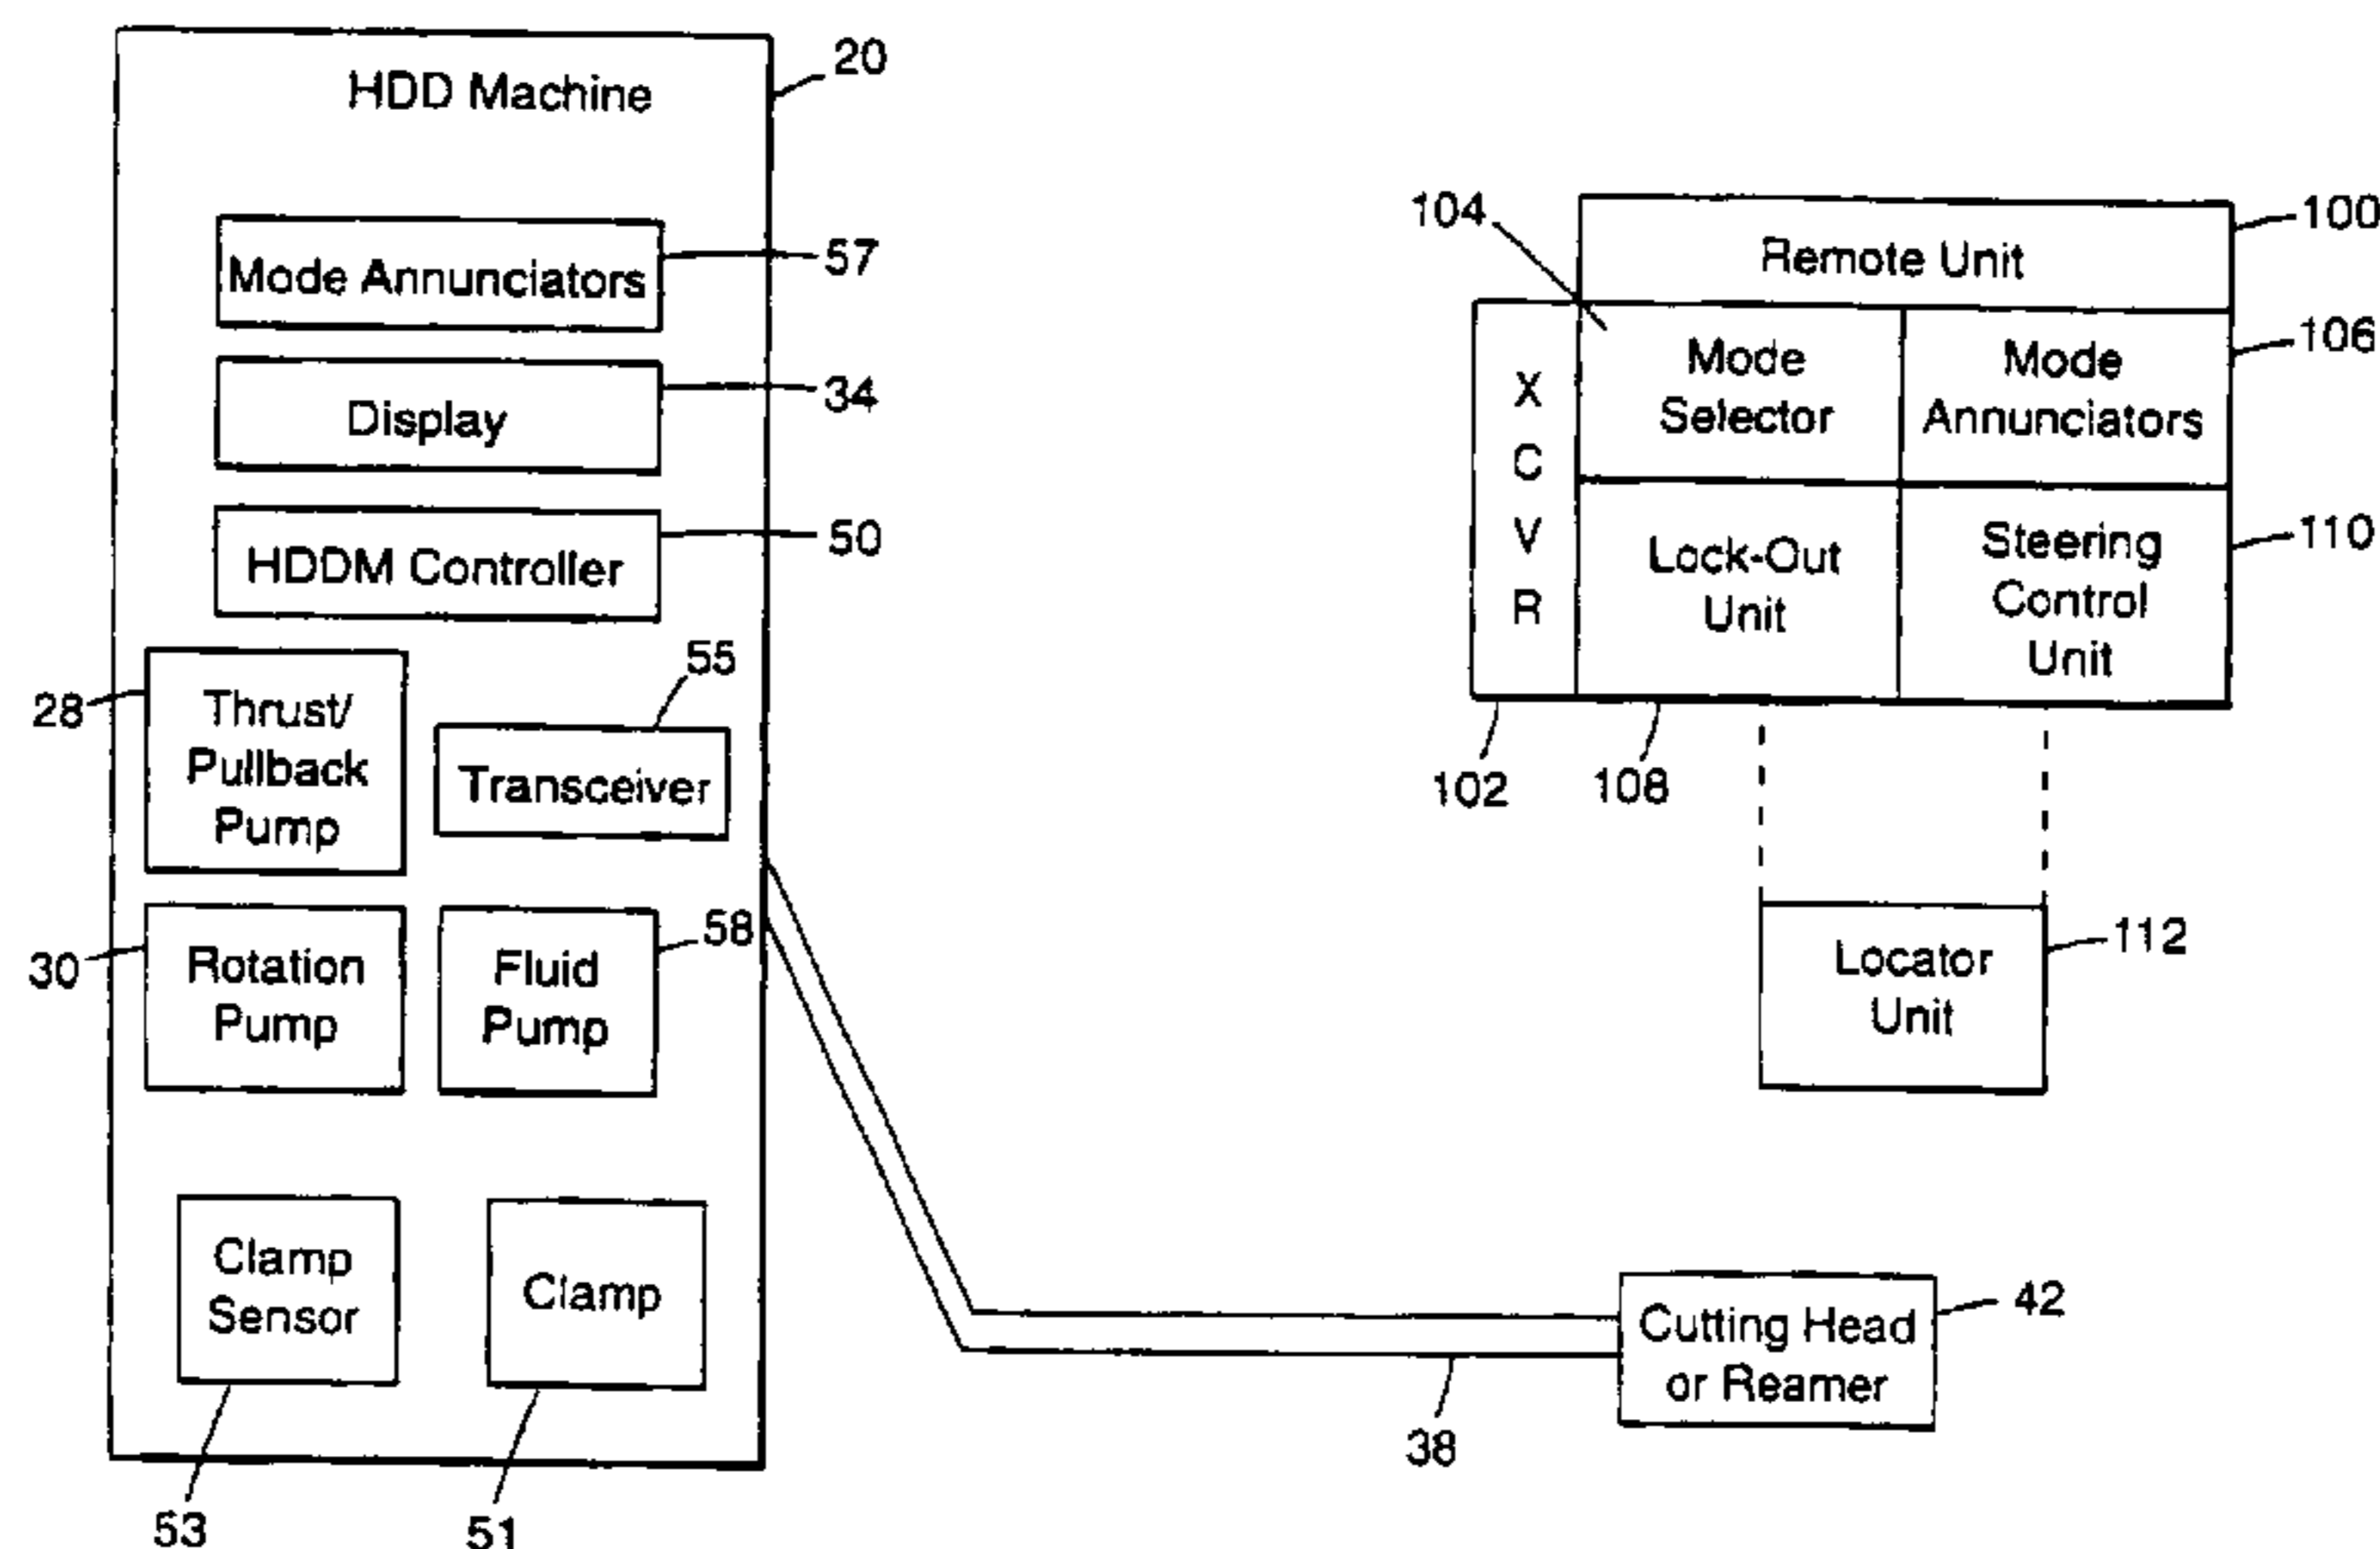 HDD Machine
20
Mode Annunciators
57
Display
34
HDDM Controller
50
28
Thrust/
Pullback
Pump
55
Transceiver
30
Rotation
Pump
Fluid
Pump
58
Clamp
Sensor
Clamp
53
51
104
Remote Unit
100
X
C
V
R
Mode
Selector
Mode
Annunciators
106
Lock-Out
Unit
Steering
Control
Unit
110
102
108
Locator
Unit
112
Cutting Head
or Reamer
42
38